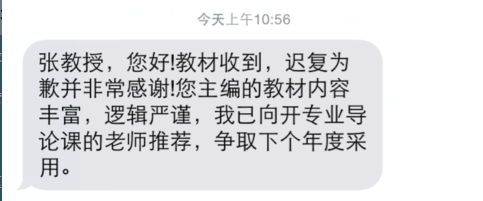 今天上午10:56
张教授，您好!教材收到，迟复为
歉并非常感谢!您主编的教材内容
丰富，逻辑严谨，我已向开专业导
论课的老师推荐，争取下个年度采
用。